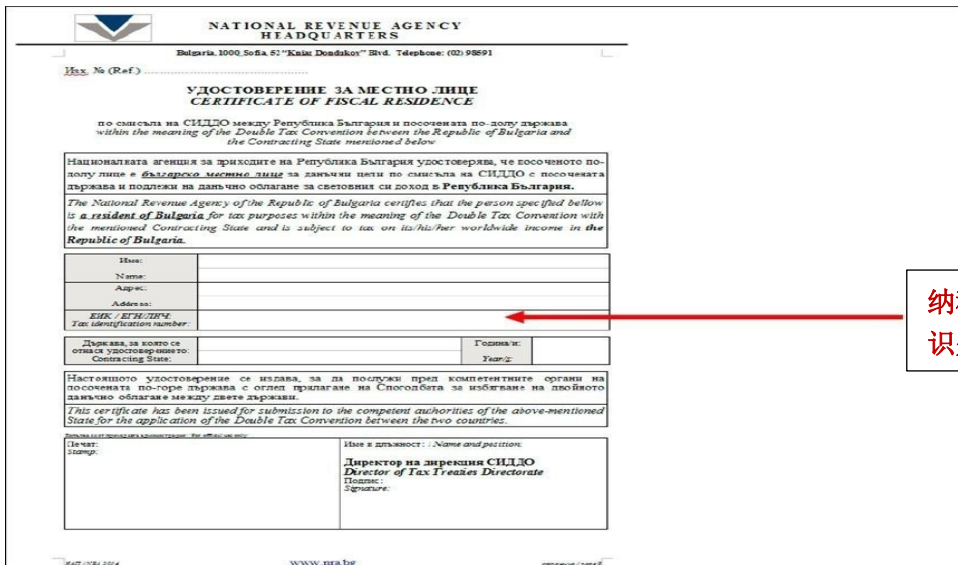 NATIONAL REVENUE AGENCY
HEADQUARTERS
Bulgaria, 1000, Sofia, 52 "Kniaz Dondukov" Blvd. Telephone: (02) 98591
Изх. № (Ref.)
УДОСТОВЕРЕНИЕ ЗА МЕСТНО ЛИЦЕ
CERTIFICATE OF FISCAL RESIDENCE
по смисъла на СИДДО между Република България и посочената по-долу държава
within the meaning of the Double Tax Convention between the Republic of Bulgaria and
the Contracting State mentioned below
Националната агенция за приходите на Република България удостоверява, че посоченото по-
долу лице е българско местно лице за данъчни цели по смисъла на СИДДО с посочената
държава и подлежи на данъчно облагане за световния си доход в Република България.
The National Revenue Agency of the Republic of Bulgaria certifies that the person specified bellow
is a resident of Bulgaria for tax purposes within the meaning of the Double Tax Convention with
the mentioned Contracting State and is subject to tax on its/his/her worldwide income in the
Republic of Bulgaria.
Име:
Name:
Адрес:
Address:
ЕИК / ЕГН/ЛНЧ:
Tax identification number:
纳
识
Държава, за която се
отнася удостоверението:
Contracting State:
Година/и:
Year/s:
Настоящото удостоверение се издава, за да послужи пред компетентните органи на
посочената по-горе държава с оглед прилагане на Спогодбата за избягване на двойното
данъчно облагане между двете държави.
This certificate has been issued for submission to the competent authorities of the above-mentioned
State for the application of the Double Tax Convention between the two countries.
For official use only
Печат:
Stamp:
Име и длъжност: / Name and position:
Директор на дирекция СИДДО
Director of Tax Treaties Directorate
Подпис:
Signature:
www.nra.bg